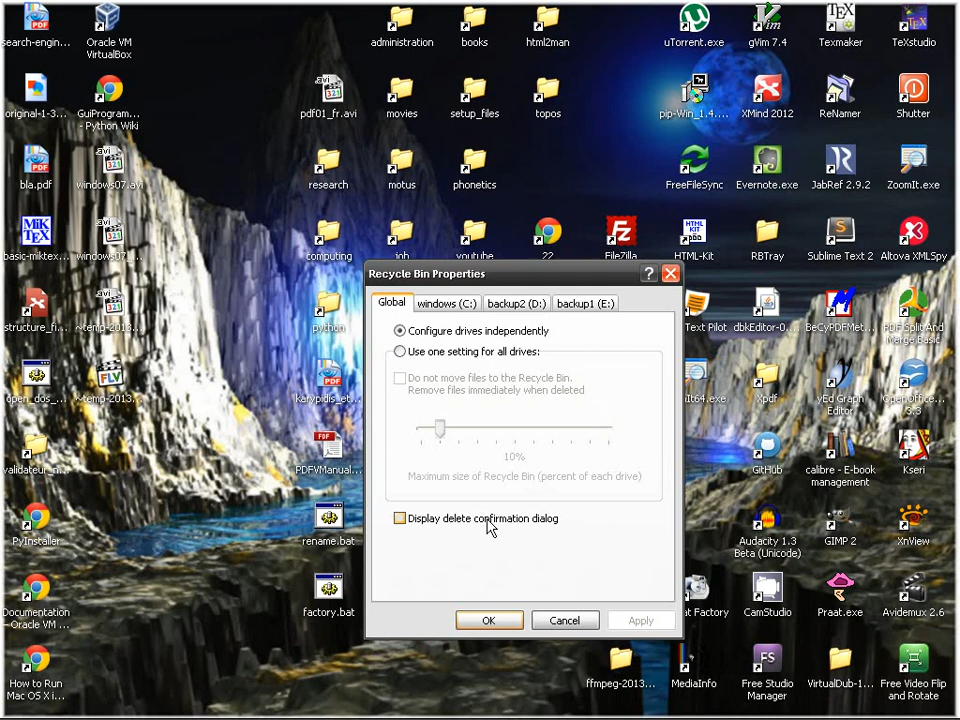 search-engin...
Oracle VM
VirtualBox
administration
books
html2man
uTorrent.exe
gVim 7.4
Texmaker
TeXstudio
original-1-3...
GuiProgram...
- Python Wiki
pdf01_fr.avi
movies
setup_files
topos
pip-Win_1.4....
XMind 2012
ReNamer
Shutter
bla.pdf
windows07.avi
research
motus
phonetics
FreeFileSync
Evernote.exe
JabRef 2.9.2
ZoomIt.exe
basic-miktex...
windows07_...
computing
job
youtube
22
FileZilla
HTML-Kit
RBTray
Sublime Text 2
Altova XMLSpy
Recycle Bin Properties
Global
windows (C:)
backup2 (D:)
backup1 (E:)
Configure drives independently
Use one setting for all drives:
Do not move files to the Recycle Bin.
Remove files immediately when deleted
10%
Maximum size of Recycle Bin (percent of each drive)
Display delete confirmation dialog
OK
Cancel
Apply
structure_fi...
~temp-2013...
python
Text Pilot
dbkEditor-0....
BeCyPDFMet...
PDF Split And
Merge Basic
open_dos_...
~temp-2013...
karypidis_et...
Xpdf
yEd Graph
Editor
OpenOffice...
3.3
validateur_n...
PDFVManual...
GitHub
calibre - E-book
management
Kseri
PyInstaller
rename.bat
Audacity 1.3
Beta (Unicode)
GIMP 2
XnView
Documentation
– Oracle VM ...
factory.bat
at Factory
CamStudio
Praat.exe
Avidemux 2.6
How to Run
Mac OS X i...
ffmpeg-2013...
MediaInfo
Free Studio
Manager
VirtualDub-1...
Free Video Flip
and Rotate